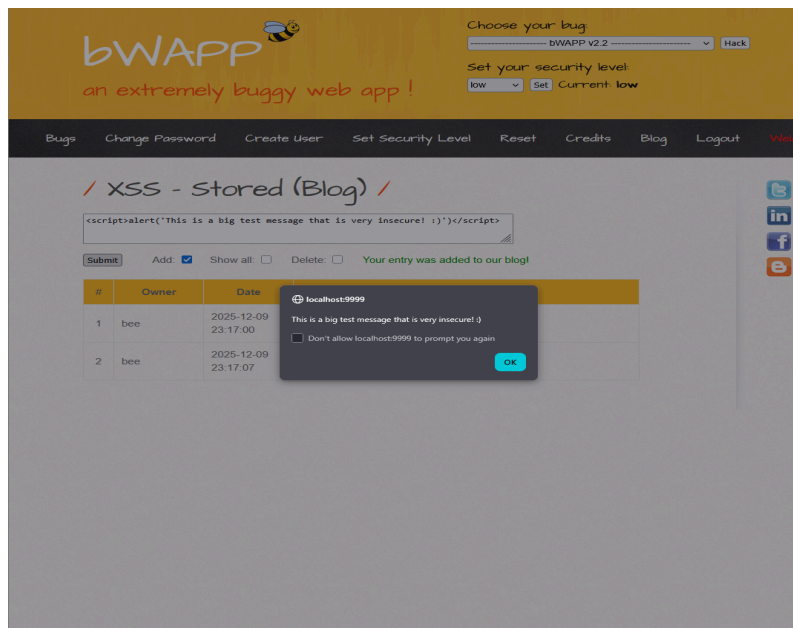 bWAPP
an extremely buggy web app !
Choose your bug:
---------------------- bWAPP v2.2 ---------------------- Hack
Set your security level:
low Set Current: low
Bugs Change Password Create User Set Security Level Reset Credits Blog Logout
/ XSS - Stored (Blog) /
<script>alert('This is a big test message that is very insecure! :)')</script>
Submit Add: Show all: Delete: Your entry was added to our blog!
# Owner Date
1 bee 2025-12-09
23:17:00
2 bee 2025-12-09
23:17:07
localhost:9999
This is a big test message that is very insecure! :)
Don't allow localhost:9999 to prompt you again
OK